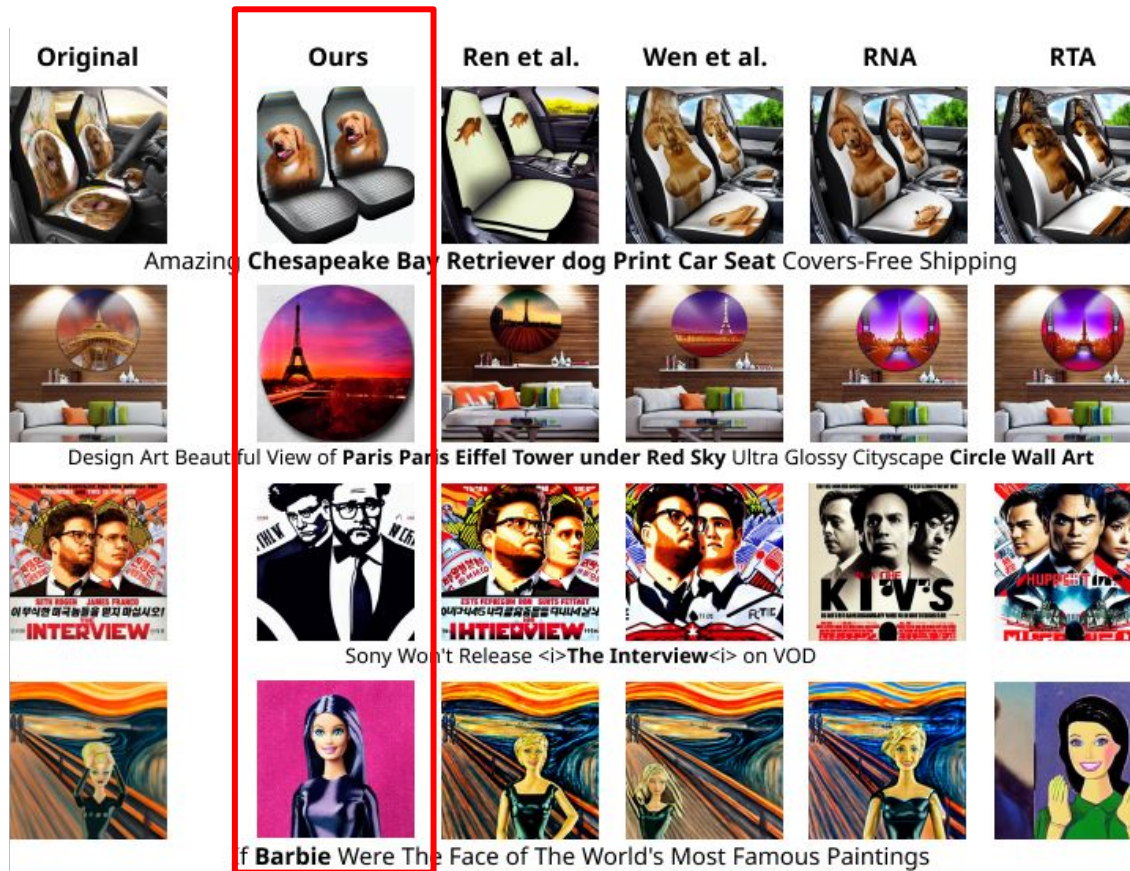 Original Ours Ren et al. Wen et al. RNA RTA
Amazing Chesapeake Bay Retriever dog Print Car Seat Covers-Free Shipping
Design Art Beautiful View of Paris Paris Eiffel Tower under Red Sky Ultra Glossy Cityscape Circle Wall Art
SETH ROGEN JAMES FRANCO
THE
INTERVIEW
K.I.V'S
Sony Won't Release <i>The Interview<i> on VOD
If Barbie Were The Face of The World's Most Famous Paintings